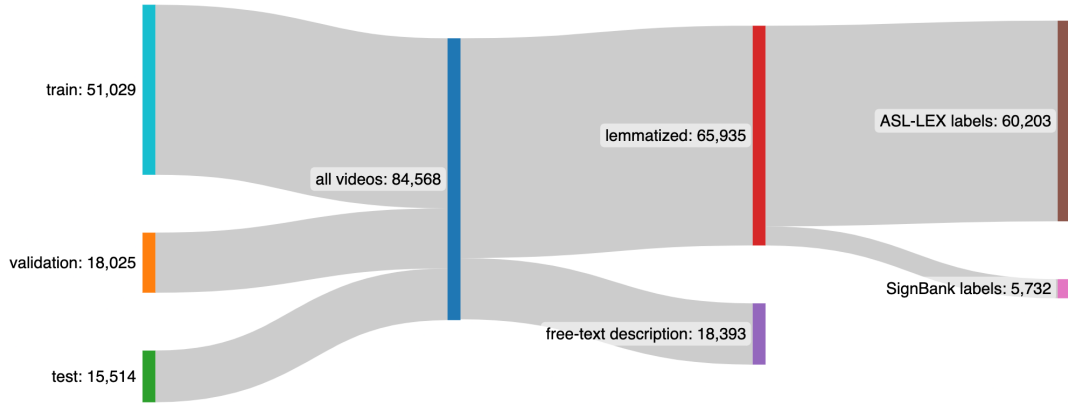 train: 51,029
validation: 18,025
test: 15,514
all videos: 84,568
lemmatized: 65,935
free-text description: 18,393
ASL-LEX labels: 60,203
SignBank labels: 5,732